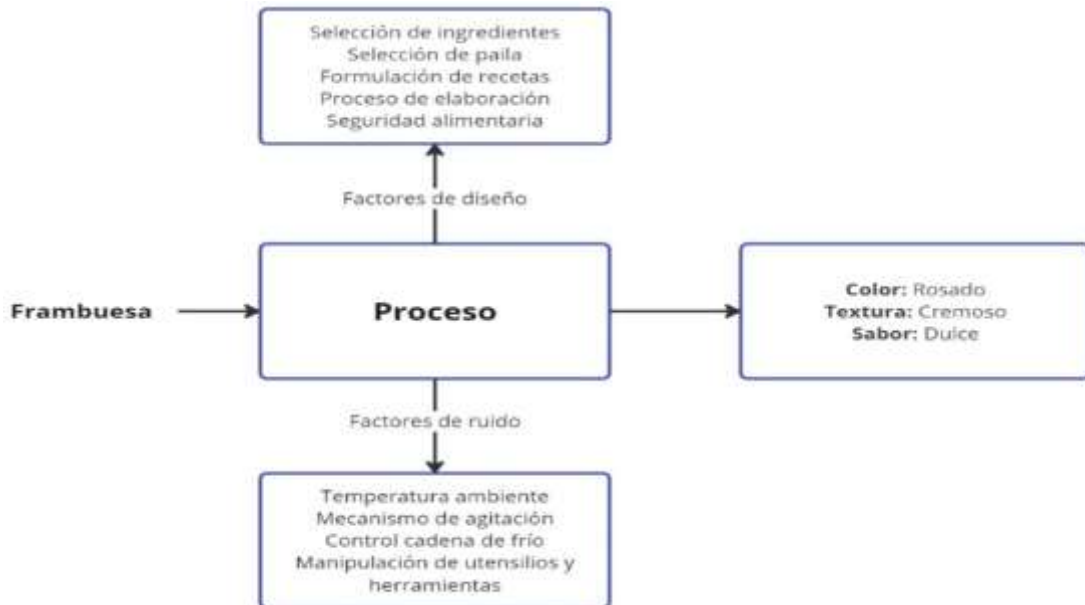 Selección de ingredientes
Selección de paila
Formulación de recetas
Proceso de elaboración
Seguridad alimentaria
Factores de diseño
Frambuesa
Proceso
Color: Rosado
Textura: Cremoso
Sabor: Dulce
Factores de ruido
Temperatura ambiente
Mecanismo de agitación
Control cadena de frío
Manipulación de utensilios y
herramientas